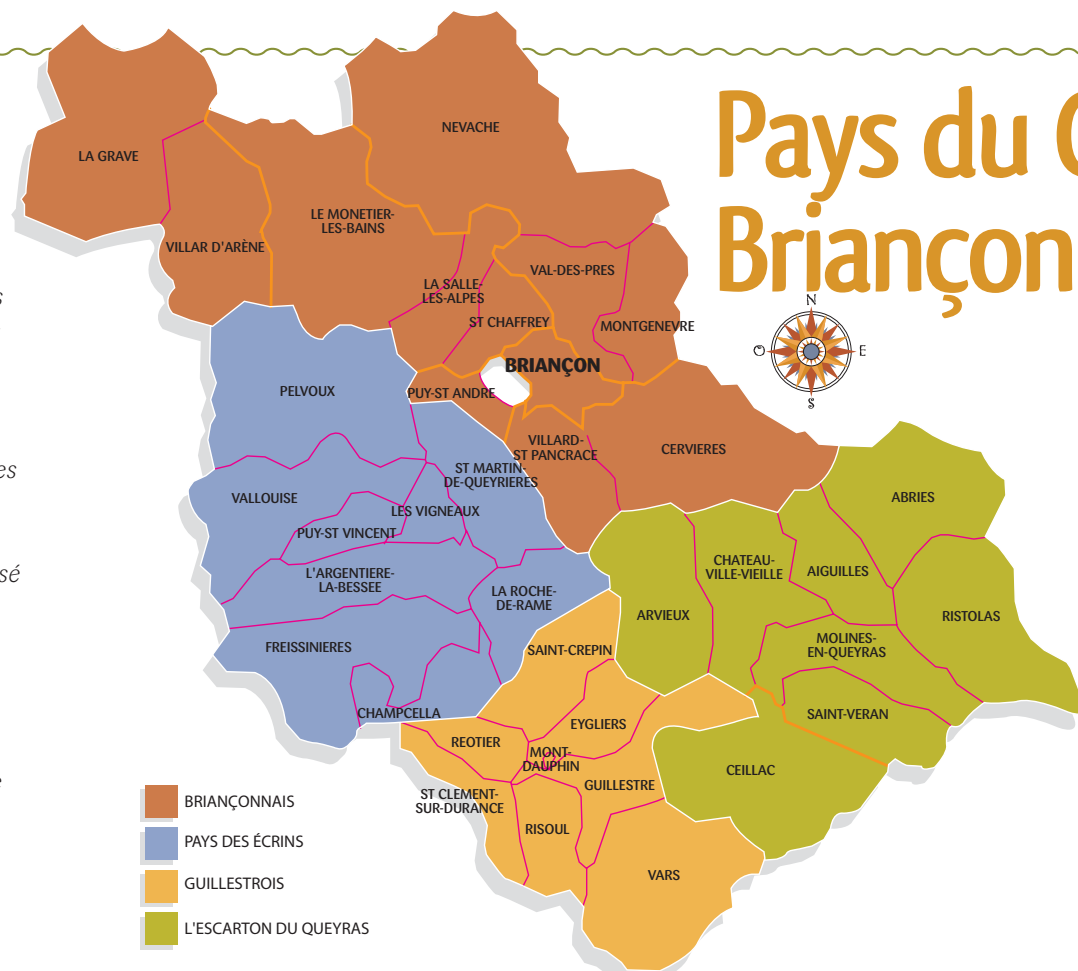 Pays du
Briançon
N
O
E
S
LA GRAVE
NEVACHE
VILLAR D'ARÈNE
LE MONETIER-
LES-BAINS
LA SALLE-
LES-ALPES
VAL-DES-PRES
ST CHAFFREY
MONTGENEVRE
BRIANÇON
PUY-ST ANDRE
VILLARD-
ST PANCRACE
CERVIERES
PELVOUX
VALLOUISE
ST MARTIN-
DE-QUEYRIERES
LES VIGNEAUX
PUY-ST VINCENT
L'ARGENTIERE-
LA-BESSEE
LA ROCHE-
DE-RAME
FREISSINIERES
CHAMPCELLA
ABRIES
CHATEAU-
VILLE-VIEILLE
AIGUILLES
ARVIEUX
RISTOLAS
MOLINES-
EN-QUEYRAS
SAINT-VERAN
CEILLAC
SAINT-CREPIN
EYGLIERS
REOTIER
MONT-
DAUPHIN
GUILLESTRE
ST CLEMENT-
SUR-DURANCE
RISOUL
VARS
BRIANÇONNAIS
PAYS DES ÉCRINS
GUILLESTROIS
L'ESCARTON DU QUEYRAS